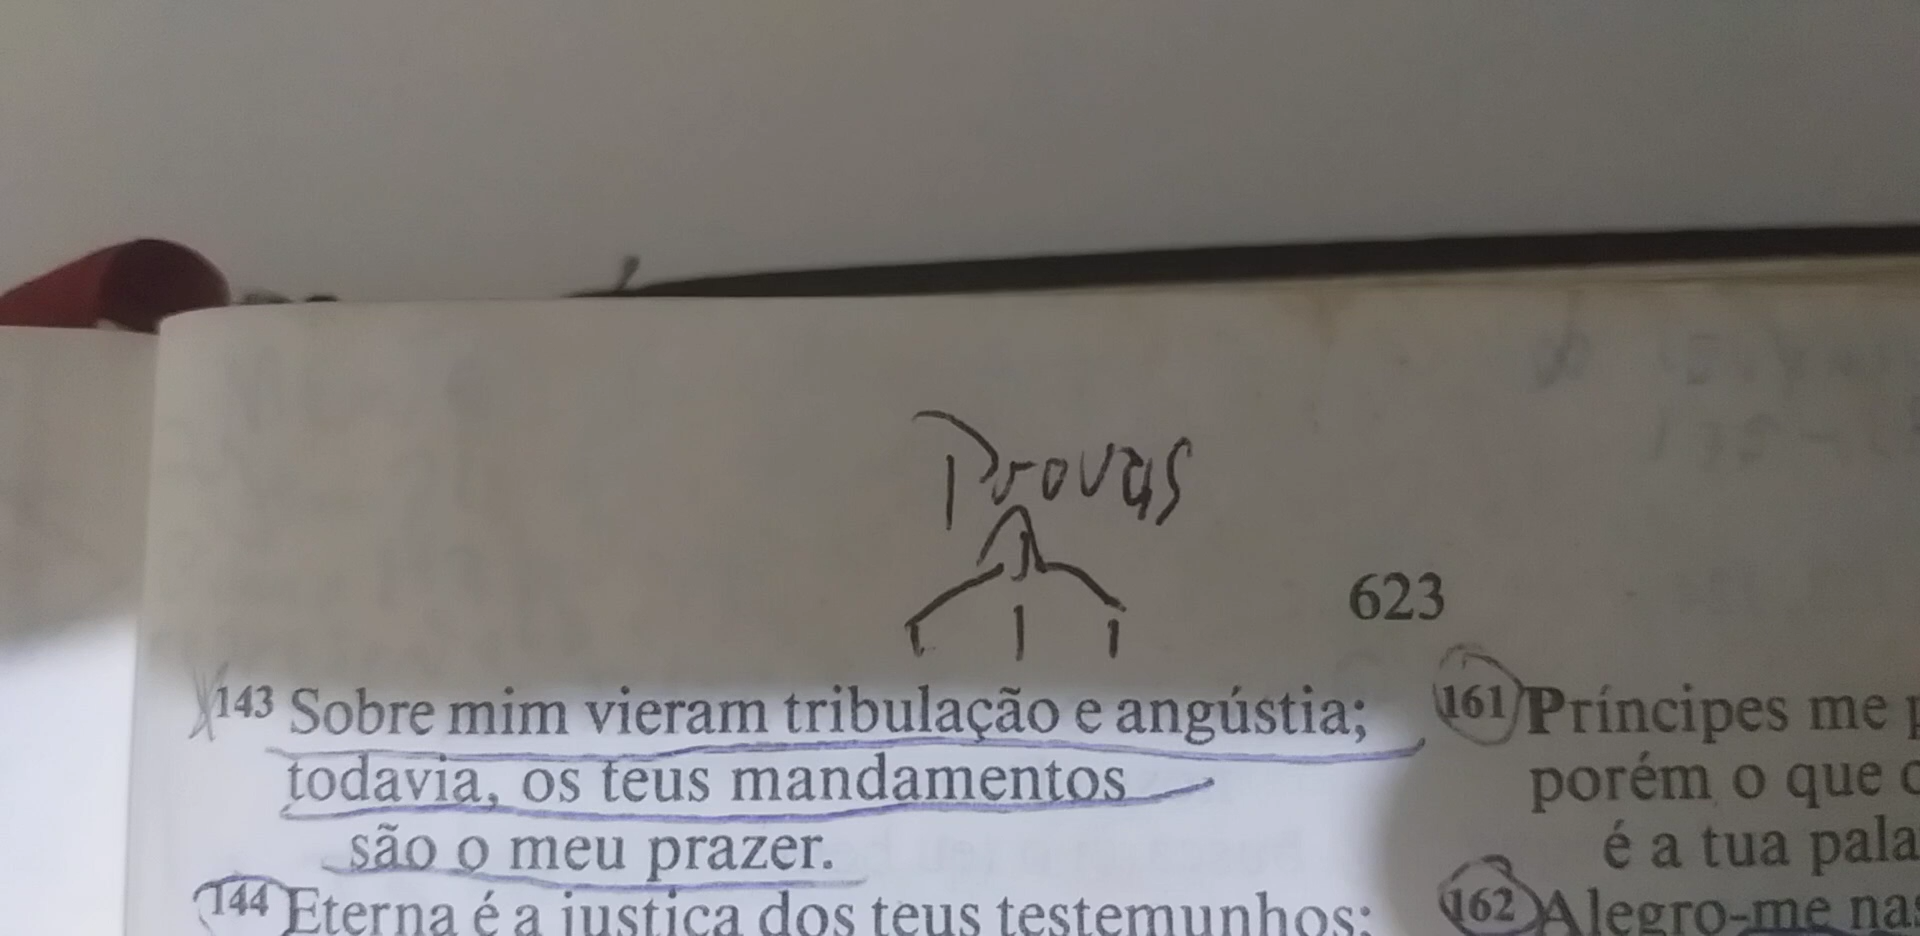 Provas
623
143 Sobre mim vieram tribulação e angústia;
todavia, os teus mandamentos
são o meu prazer.
144 Eterna é a justiça dos teus testemunhos;
161 Príncipes me
porém o que
é a tua pala
162 Alegro-me nas